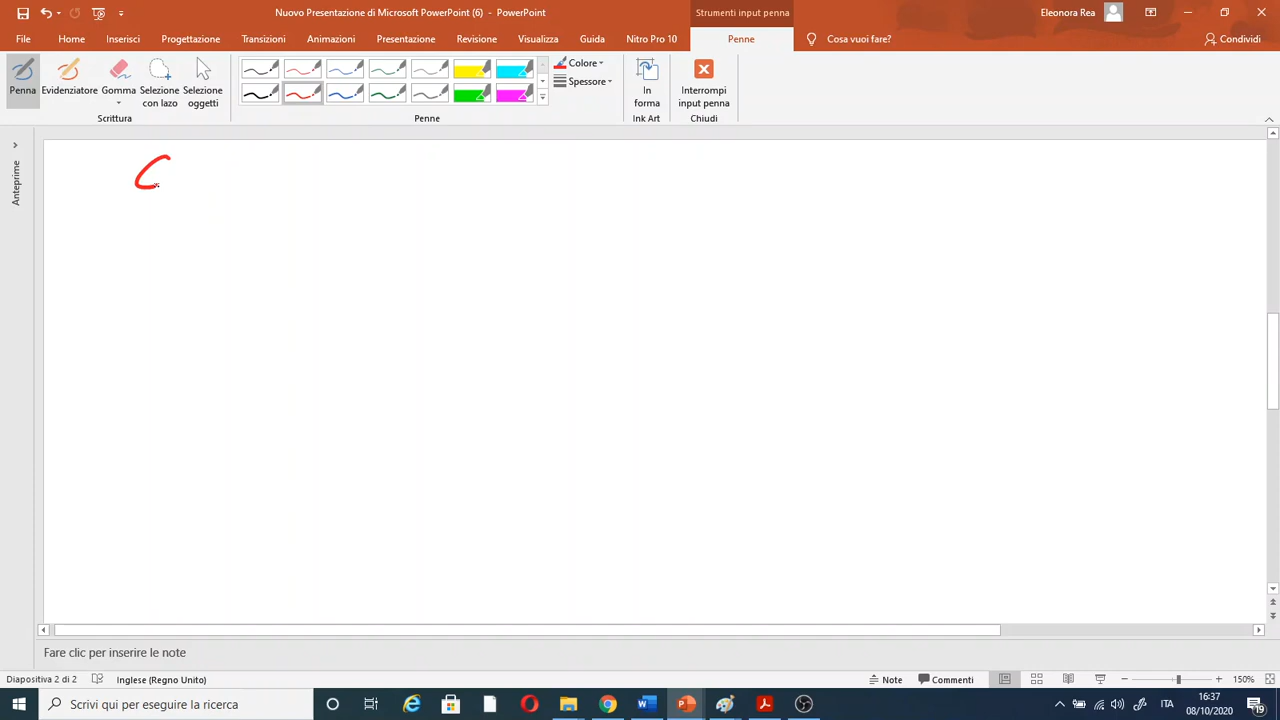 Nuovo Presentazione di Microsoft PowerPoint (6) - PowerPoint
Strumenti input penna
Eleonora Rea
File Home Inserisci Progettazione Transizioni Animazioni Presentazione Revisione Visualizza Guida Nitro Pro 10 Penne Cosa vuoi fare? Condividi
Penna
Evidenziatore
Gomma
Selezione con lazo
Selezione oggetti
Scrittura
Colore
Spessore
Penne
In forma
Ink Art
Interrompi input penna
Chiudi
Anteprime
C
Fare clic per inserire le note
Diapositiva 2 di 2 Inglese (Regno Unito) Note Commenti 150%
Scrivi qui per eseguire la ricerca
ITA
16:37
08/10/2020
19